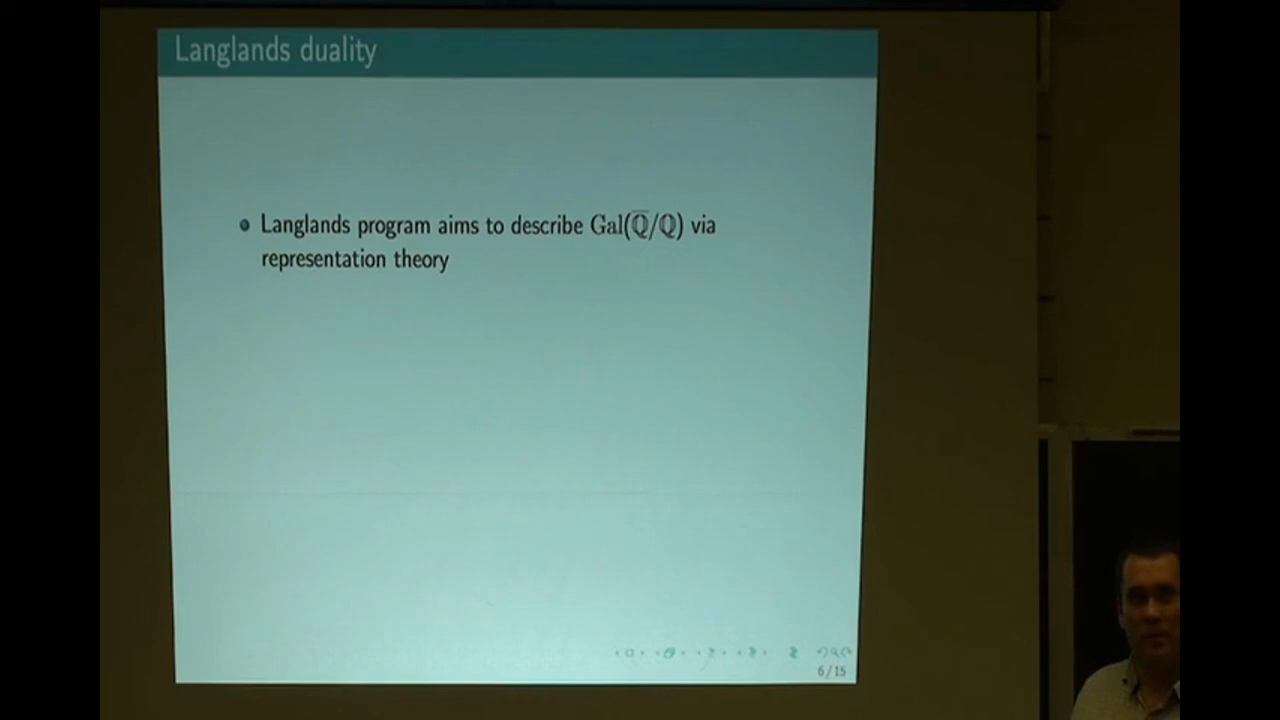 Langlands duality
Langlands program aims to describe Gal(Q̅/Q) via
representation theory
6/15